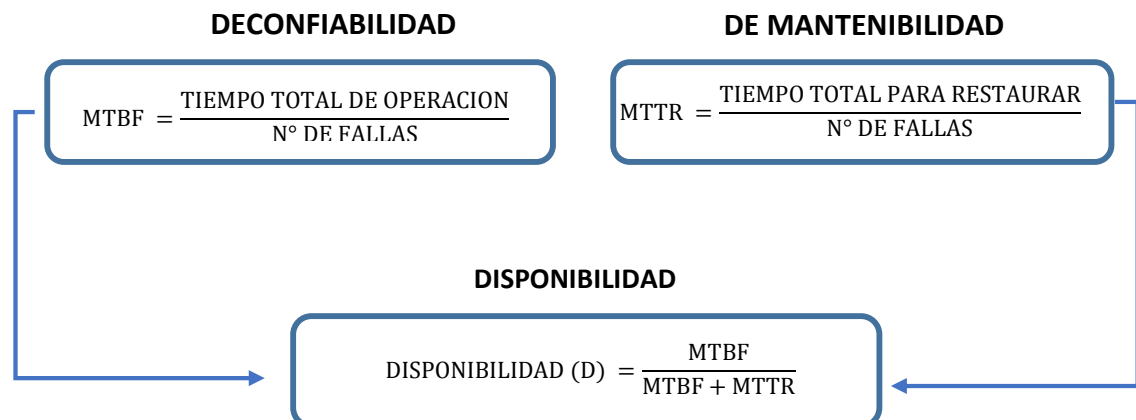 DECONFIABILIDAD
DE MANTENIBILIDAD
MTBF = TIEMPO TOTAL DE OPERACION
N° DE FALLAS
MTTR = TIEMPO TOTAL PARA RESTAURAR
N° DE FALLAS
DISPONIBILIDAD
DISPONIBILIDAD (D) = MTBF
MTBF + MTTR